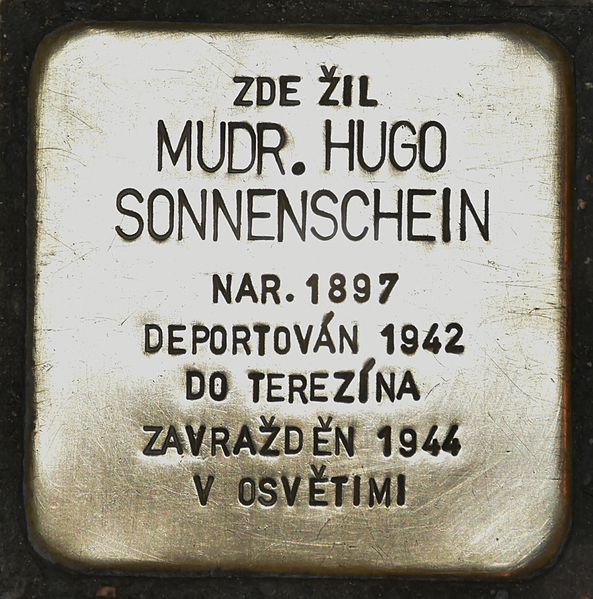 ZDE ŽIL
MUDR. HUGO
SONNENSCHEIN
NAR. 1897
DEPORTOVÁN 1942
DO TEREZÍNA
ZAVRAŽDĚN 1944
V OSVĚTIMI